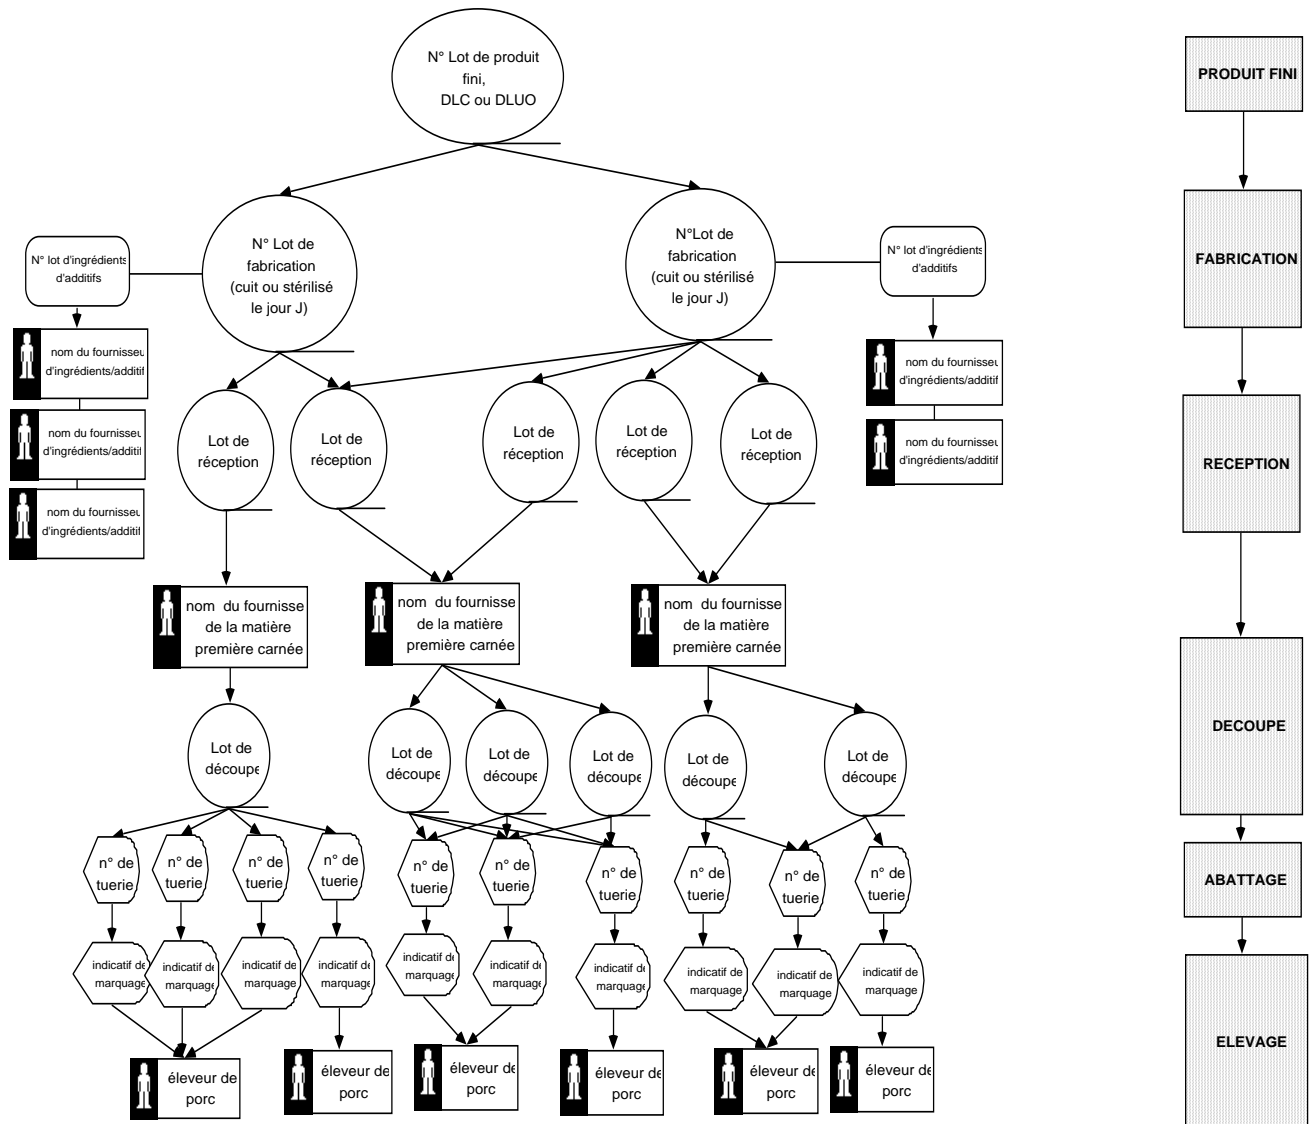 N° Lot de produit
fini,
DLC ou DLUO
PRODUIT FINI
N° Lot de
fabrication
(cuit ou stérilisé
le jour J)
N°Lot de
fabrication
(cuit ou stérilisé
le jour J)
N° lot d'ingrédients
d'additifs
N° lot d'ingrédients
d'additifs
FABRICATION
nom du fournisseu
d'ingrédients/additif
nom du fournisseu
d'ingrédients/additif
nom du fournisseu
d'ingrédients/additif
nom du fournisseu
d'ingrédients/additif
nom du fournisseu
d'ingrédients/additif
Lot de
réception
Lot de
réception
Lot de
réception
Lot de
réception
Lot de
réception
RECEPTION
nom du fournisse
de la matière
première carnée
nom du fournisse
de la matière
première carnée
nom du fournisse
de la matière
première carnée
Lot de
découpe
Lot de
découpe
Lot de
découpe
Lot de
découpe
Lot de
découpe
Lot de
découpe
DECOUPE
n° de
tuerie
n° de
tuerie
n° de
tuerie
n° de
tuerie
n° de
tuerie
n° de
tuerie
n° de
tuerie
n° de
tuerie
n° de
tuerie
n° de
tuerie
ABATTAGE
indicatif de
marquage
indicatif de
marquage
indicatif de
marquage
indicatif de
marquage
indicatif de
marquage
indicatif de
marquage
indicatif de
marquage
indicatif de
marquage
indicatif de
marquage
indicatif de
marquage
éleveur de
porc
éleveur de
porc
éleveur de
porc
éleveur de
porc
éleveur de
porc
éleveur de
porc
ELEVAGE